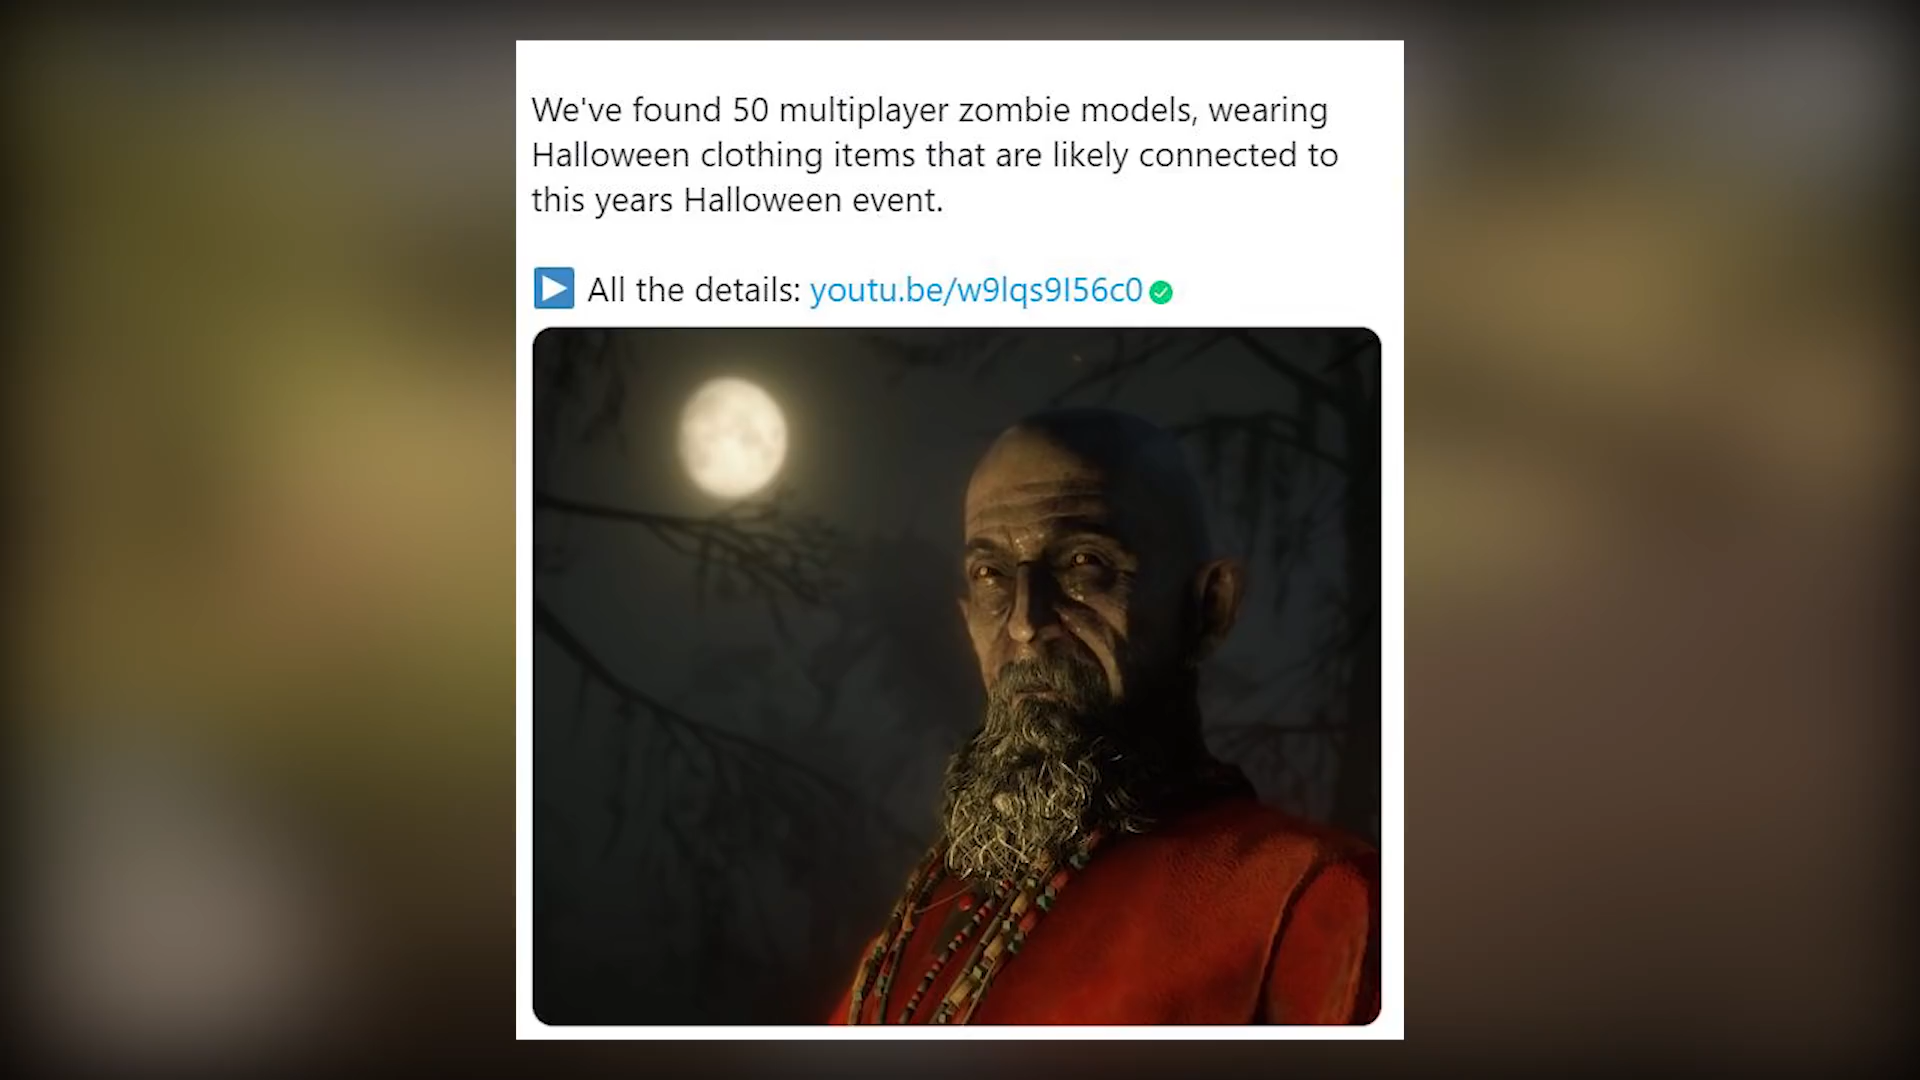 We've found 50 multiplayer zombie models, wearing
Halloween clothing items that are likely connected to
this years Halloween event.
All the details: youtu.be/w9lqs9I56c0